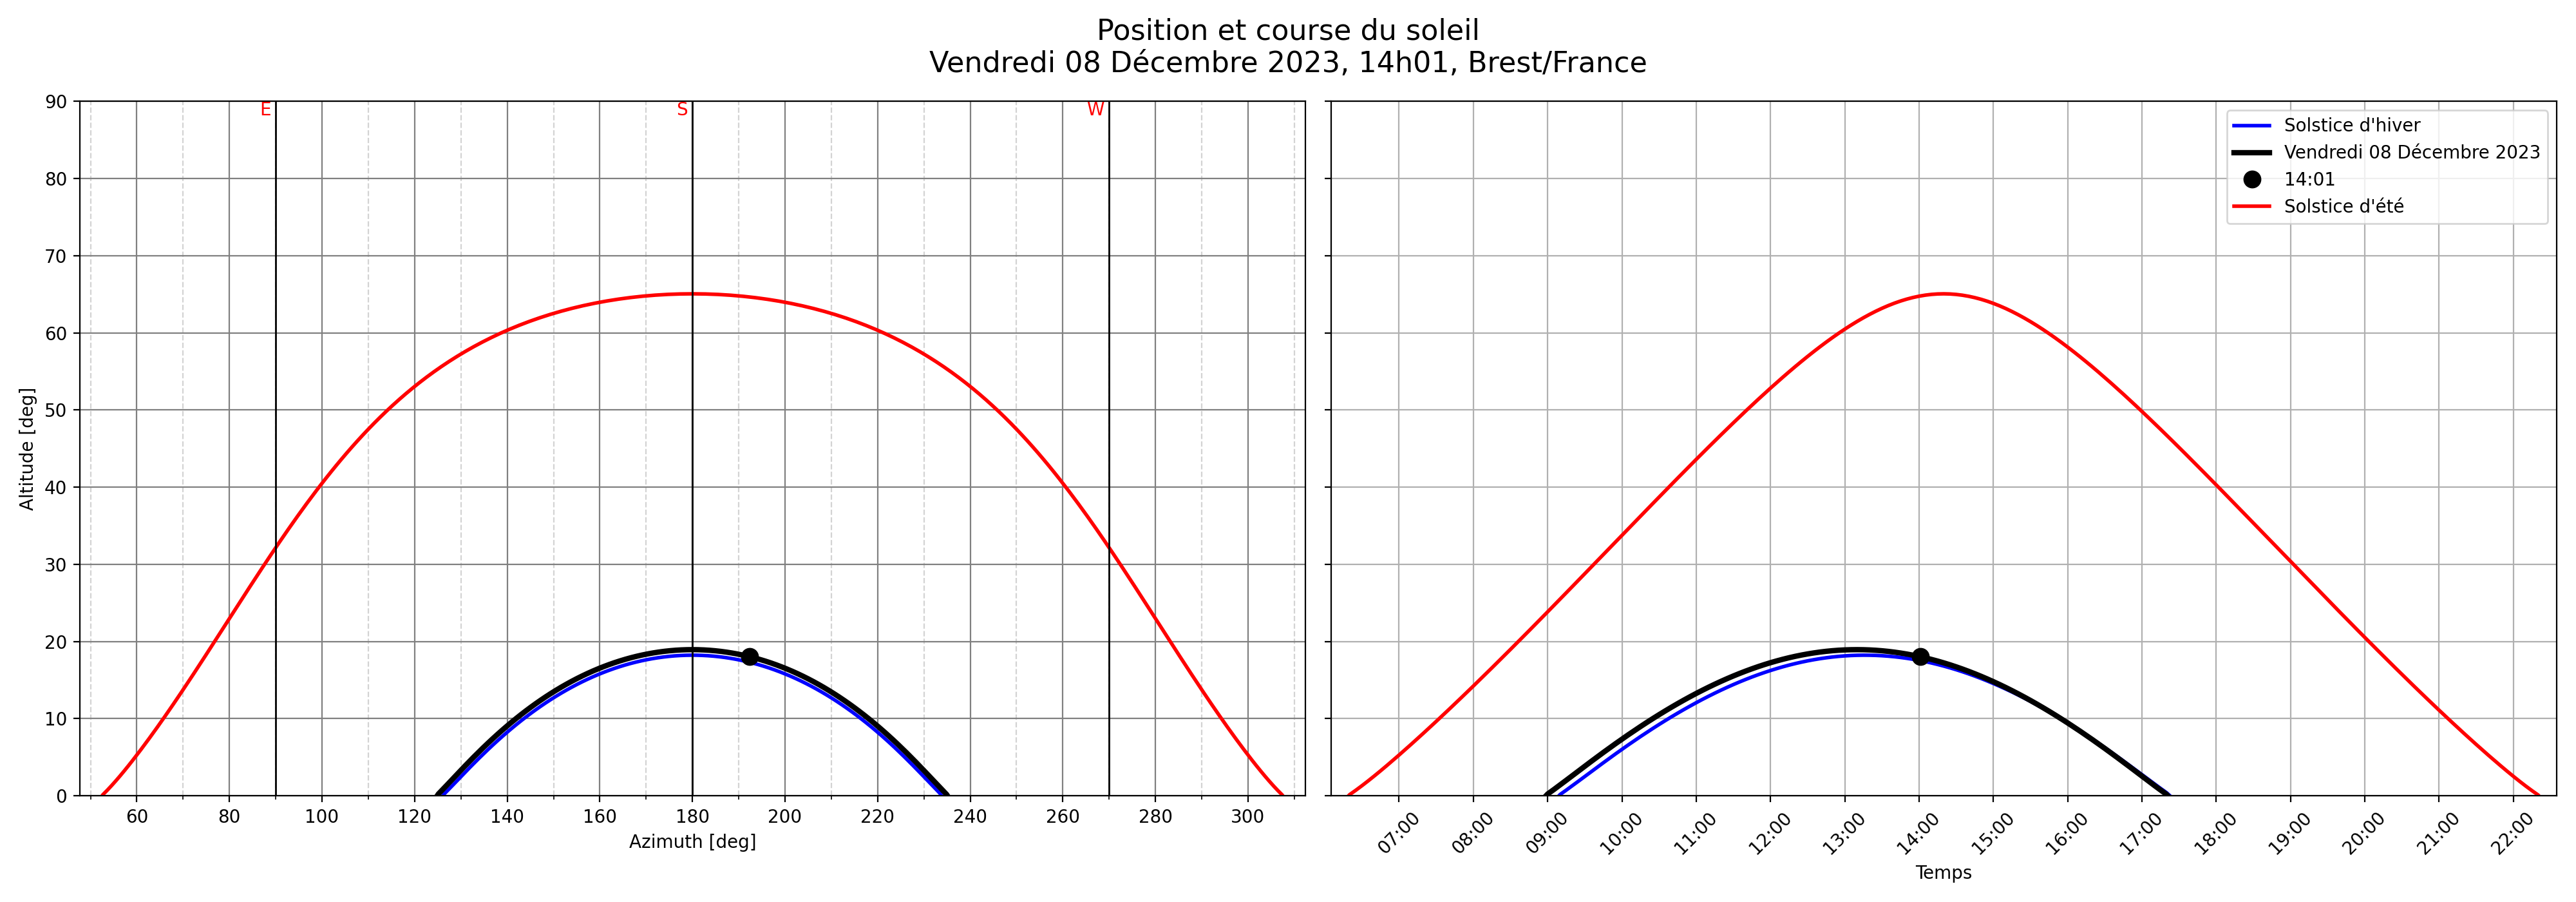 Position et course du soleil
Vendredi 08 Décembre 2023, 14h01, Brest/France
E
S
W
90
80
70
60
50
40
30
20
10
0
Altitude [deg]
60 80 100 120 140 160 180 200 220 240 260 280 300
Azimuth [deg]
Solstice d'hiver
Vendredi 08 Décembre 2023
14:01
Solstice d'été
07:00 08:00 09:00 10:00 11:00 12:00 13:00 14:00 15:00 16:00 17:00 18:00 19:00 20:00 21:00 22:00
Temps